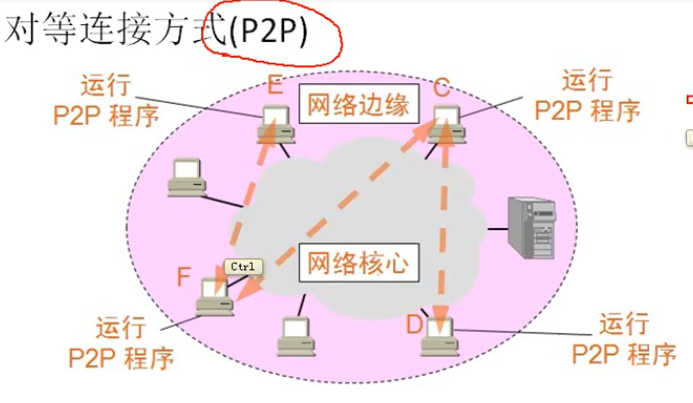 对等连接方式(P2P)
运行
P2P 程序
E
网络边缘
C
运行
P2P 程序
F
Ctrl
网络核心
D
运行
P2P 程序
运行
P2P 程序